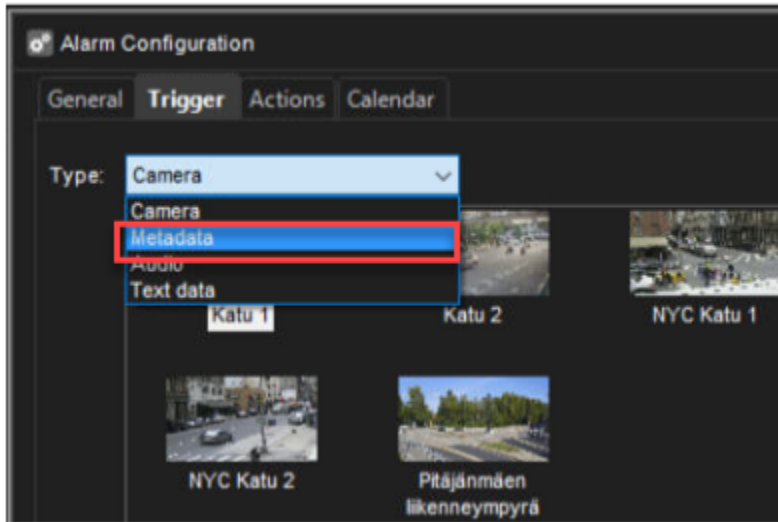 Alarm Configuration
General Trigger Actions Calendar
Type: Camera
Camera
Metadata
Audio
Text data
Katu 1 Katu 2 NYC Katu 1
NYC Katu 2 Pitäjänmäen
liikenneympyrä